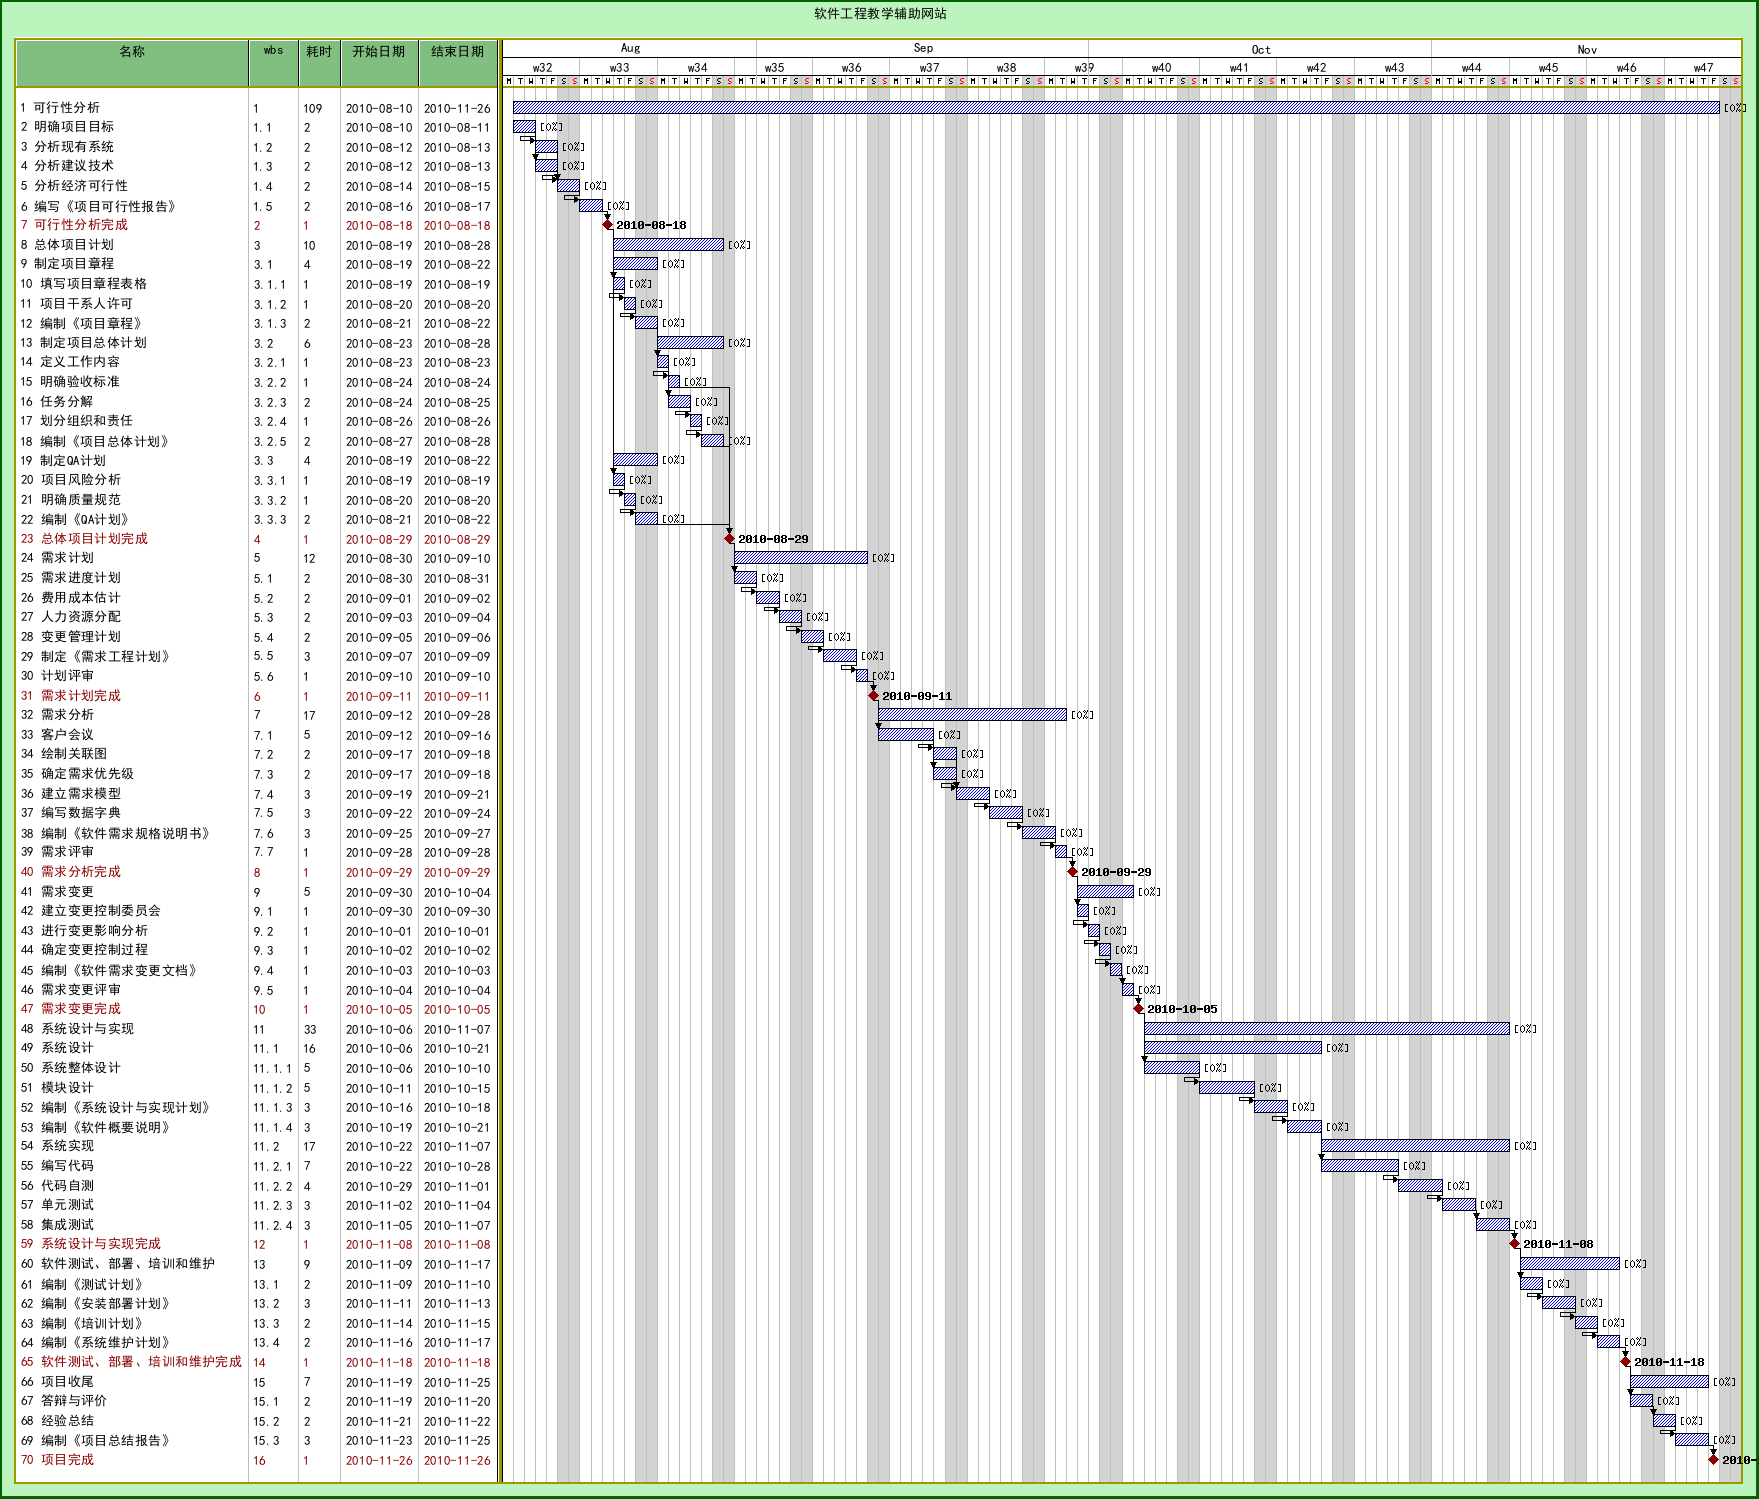 软件工程教学辅助网站
名称 wbs 耗时 开始日期 结束日期 Aug Sep Oct Nov
w32 w33 w34 w35 w36 w37 w38 w39 w40 w41 w42 w43 w44 w45 w46 w47
M T W T F S S M T W T F S S M T W T F S S M T W T F S S M T W T F S S M T W T F S S M T W T F S S M T W T F S S M T W T F S S M T W T F S S M T W T F S S M T W T F S S M T W T F S S M T W T F S S M T W T F S S M T W T F S S
1 可行性分析 1 109 2010-08-10 2010-11-26 [0%]
2 明确项目目标 1.1 2 2010-08-10 2010-08-11 [0%]
3 分析现有系统 1.2 2 2010-08-12 2010-08-13 [0%]
4 分析建议技术 1.3 2 2010-08-12 2010-08-13 [0%]
5 分析经济可行性 1.4 2 2010-08-14 2010-08-15 [0%]
6 编写《项目可行性报告》 1.5 2 2010-08-16 2010-08-17 [0%]
7 可行性分析完成 2 1 2010-08-18 2010-08-18 2010-08-18
8 总体项目计划 3 10 2010-08-19 2010-08-28 [0%]
9 制定项目章程 3.1 4 2010-08-19 2010-08-22 [0%]
10 填写项目章程表格 3.1.1 1 2010-08-19 2010-08-19 [0%]
11 项目干系人许可 3.1.2 1 2010-08-20 2010-08-20 [0%]
12 编制《项目章程》 3.1.3 2 2010-08-21 2010-08-22 [0%]
13 制定项目总体计划 3.2 6 2010-08-23 2010-08-28 [0%]
14 定义工作内容 3.2.1 1 2010-08-23 2010-08-23 [0%]
15 明确验收标准 3.2.2 1 2010-08-24 2010-08-24 [0%]
16 任务分解 3.2.3 2 2010-08-24 2010-08-25 [0%]
17 划分组织和责任 3.2.4 1 2010-08-26 2010-08-26 [0%]
18 编制《项目总体计划》 3.2.5 2 2010-08-27 2010-08-28 [0%]
19 制定QA计划 3.3 4 2010-08-19 2010-08-22 [0%]
20 项目风险分析 3.3.1 1 2010-08-19 2010-08-19 [0%]
21 明确质量规范 3.3.2 1 2010-08-20 2010-08-20 [0%]
22 编制《QA计划》 3.3.3 2 2010-08-21 2010-08-22 [0%]
23 总体项目计划完成 4 1 2010-08-29 2010-08-29 2010-08-29
24 需求计划 5 12 2010-08-30 2010-09-10 [0%]
25 需求进度计划 5.1 2 2010-08-30 2010-08-31 [0%]
26 费用成本估计 5.2 2 2010-09-01 2010-09-02 [0%]
27 人力资源分配 5.3 2 2010-09-03 2010-09-04 [0%]
28 变更管理计划 5.4 2 2010-09-05 2010-09-06 [0%]
29 制定《需求工程计划》 5.5 3 2010-09-07 2010-09-09 [0%]
30 计划评审 5.6 1 2010-09-10 2010-09-10 [0%]
31 需求计划完成 6 1 2010-09-11 2010-09-11 2010-09-11
32 需求分析 7 17 2010-09-12 2010-09-28 [0%]
33 客户会议 7.1 5 2010-09-12 2010-09-16 [0%]
34 绘制关联图 7.2 2 2010-09-17 2010-09-18 [0%]
35 确定需求优先级 7.3 2 2010-09-17 2010-09-18 [0%]
36 建立需求模型 7.4 3 2010-09-19 2010-09-21 [0%]
37 编写数据字典 7.5 3 2010-09-22 2010-09-24 [0%]
38 编制《软件需求规格说明书》 7.6 3 2010-09-25 2010-09-27 [0%]
39 需求评审 7.7 1 2010-09-28 2010-09-28 [0%]
40 需求分析完成 8 1 2010-09-29 2010-09-29 2010-09-29
41 需求变更 9 5 2010-09-30 2010-10-04 [0%]
42 建立变更控制委员会 9.1 1 2010-09-30 2010-09-30 [0%]
43 进行变更影响分析 9.2 1 2010-10-01 2010-10-01 [0%]
44 确定变更控制过程 9.3 1 2010-10-02 2010-10-02 [0%]
45 编制《软件需求变更文档》 9.4 1 2010-10-03 2010-10-03 [0%]
46 需求变更评审 9.5 1 2010-10-04 2010-10-04 [0%]
47 需求变更完成 10 1 2010-10-05 2010-10-05 2010-10-05
48 系统设计与实现 11 33 2010-10-06 2010-11-07 [0%]
49 系统设计 11.1 16 2010-10-06 2010-10-21 [0%]
50 系统整体设计 11.1.1 5 2010-10-06 2010-10-10 [0%]
51 模块设计 11.1.2 5 2010-10-11 2010-10-15 [0%]
52 编制《系统设计与实现计划》 11.1.3 3 2010-10-16 2010-10-18 [0%]
53 编制《软件概要说明》 11.1.4 3 2010-10-19 2010-10-21 [0%]
54 系统实现 11.2 17 2010-10-22 2010-11-07 [0%]
55 编写代码 11.2.1 7 2010-10-22 2010-10-28 [0%]
56 代码自测 11.2.2 4 2010-10-29 2010-11-01 [0%]
57 单元测试 11.2.3 3 2010-11-02 2010-11-04 [0%]
58 集成测试 11.2.4 3 2010-11-05 2010-11-07 [0%]
59 系统设计与实现完成 12 1 2010-11-08 2010-11-08 2010-11-08
60 软件测试、部署、培训和维护 13 9 2010-11-09 2010-11-17 [0%]
61 编制《测试计划》 13.1 2 2010-11-09 2010-11-10 [0%]
62 编制《安装部署计划》 13.2 3 2010-11-11 2010-11-13 [0%]
63 编制《培训计划》 13.3 2 2010-11-14 2010-11-15 [0%]
64 编制《系统维护计划》 13.4 2 2010-11-16 2010-11-17 [0%]
65 软件测试、部署、培训和维护完成 14 1 2010-11-18 2010-11-18 2010-11-18
66 项目收尾 15 7 2010-11-19 2010-11-25 [0%]
67 答辩与评价 15.1 2 2010-11-19 2010-11-20 [0%]
68 经验总结 15.2 2 2010-11-21 2010-11-22 [0%]
69 编制《项目总结报告》 15.3 3 2010-11-23 2010-11-25 [0%]
70 项目完成 16 1 2010-11-26 2010-11-26 2010-